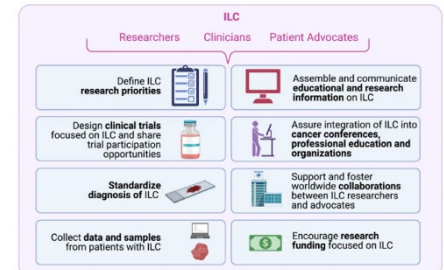 ILC
Researchers Clinicians Patient Advocates
Define ILC
research priorities
Assemble and communicate
educational and research
information on ILC
Design clinical trials
focused on ILC and share
trial participation
opportunities
Assure integration of ILC into
cancer conferences,
professional education and
organizations
Standardize
diagnosis of ILC
Support and foster
worldwide collaborations
between ILC researchers
and advocates
Collect data and samples
from patients with ILC
Encourage research
funding focused on ILC